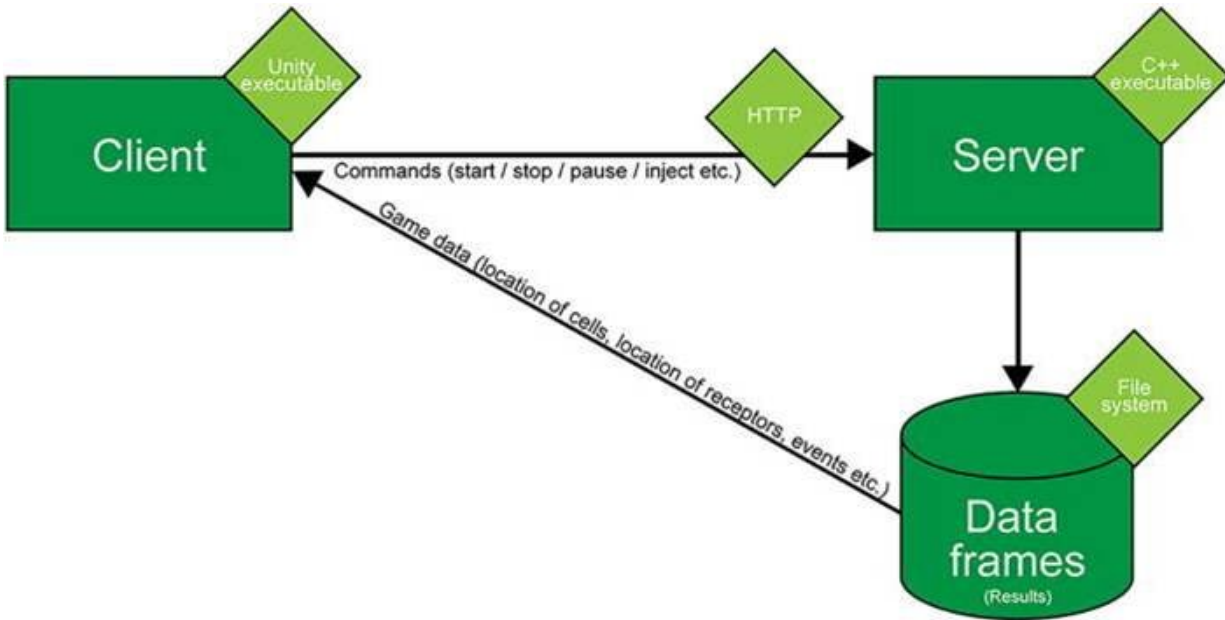 Unity
executable
Client
HTTP
C++
executable
Server
Commands (start / stop / pause / inject etc.)
Game data (location of cells, location of receptors, events etc.)
File
system
Data
frames
(Results)